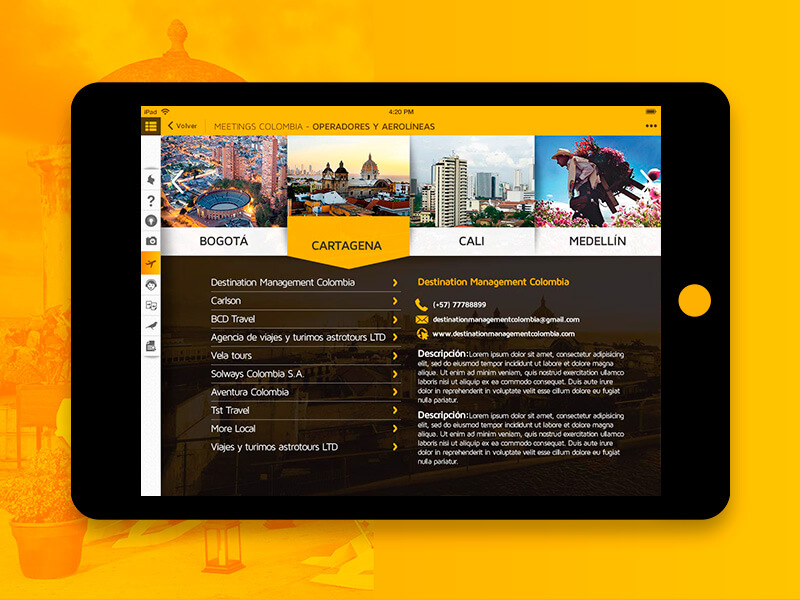 iPad
4:20 PM
Volver
MEETINGS COLOMBIA - OPERADORES Y AEROLÍNEAS
?
BOGOTÁ
CARTAGENA
CALI
MEDELLÍN
Destination Management Colombia
Carlson
BCD Travel
Agencia de viajes y turimos astrotours LTD
Vela tours
Solways Colombia S.A.
Aventura Colombia
Tst Travel
More Local
Viajes y turimos astrotours LTD
Destination Management Colombia
(+57) 77788899
destinationmanagementcolombia@gmail.com
www.destinationmanagementcolombia.com
Descripción: Lorem ipsum dolor sit amet, consectetur adipisicing
elit, sed do eiusmod tempor incididunt ut labore et dolore magna
aliqua. Ut enim ad minim veniam, quis nostrud exercitation ullamco
laboris nisi ut aliquip ex ea commodo consequat. Duis aute irure
dolor in reprehenderit in voluptate velit esse cillum dolore eu fugiat
nulla pariatur.
Descripción: Lorem ipsum dolor sit amet, consectetur adipisicing
elit, sed do eiusmod tempor incididunt ut labore et dolore magna
aliqua. Ut enim ad minim veniam, quis nostrud exercitation ullamco
laboris nisi ut aliquip ex ea commodo consequat. Duis aute irure
dolor in reprehenderit in voluptate velit esse cillum dolore eu fugiat
nulla pariatur.